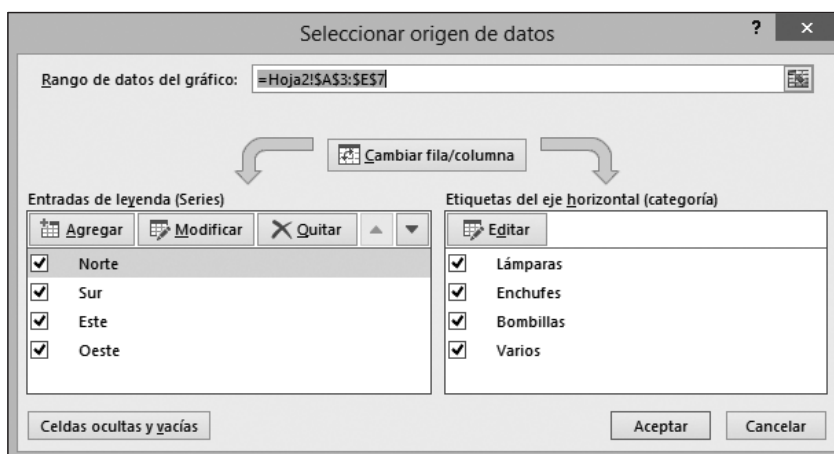 Seleccionar origen de datos ? ×
Rango de datos del gráfico: =Hoja2!$A$3:$E$7
Cambiar fila/columna
Entradas de leyenda (Series)
Agregar Modificar Quitar
Norte
Sur
Este
Oeste
Etiquetas del eje horizontal (categoría)
Editar
Lámparas
Enchufes
Bombillas
Varios
Celdas ocultas y vacías
Aceptar Cancelar